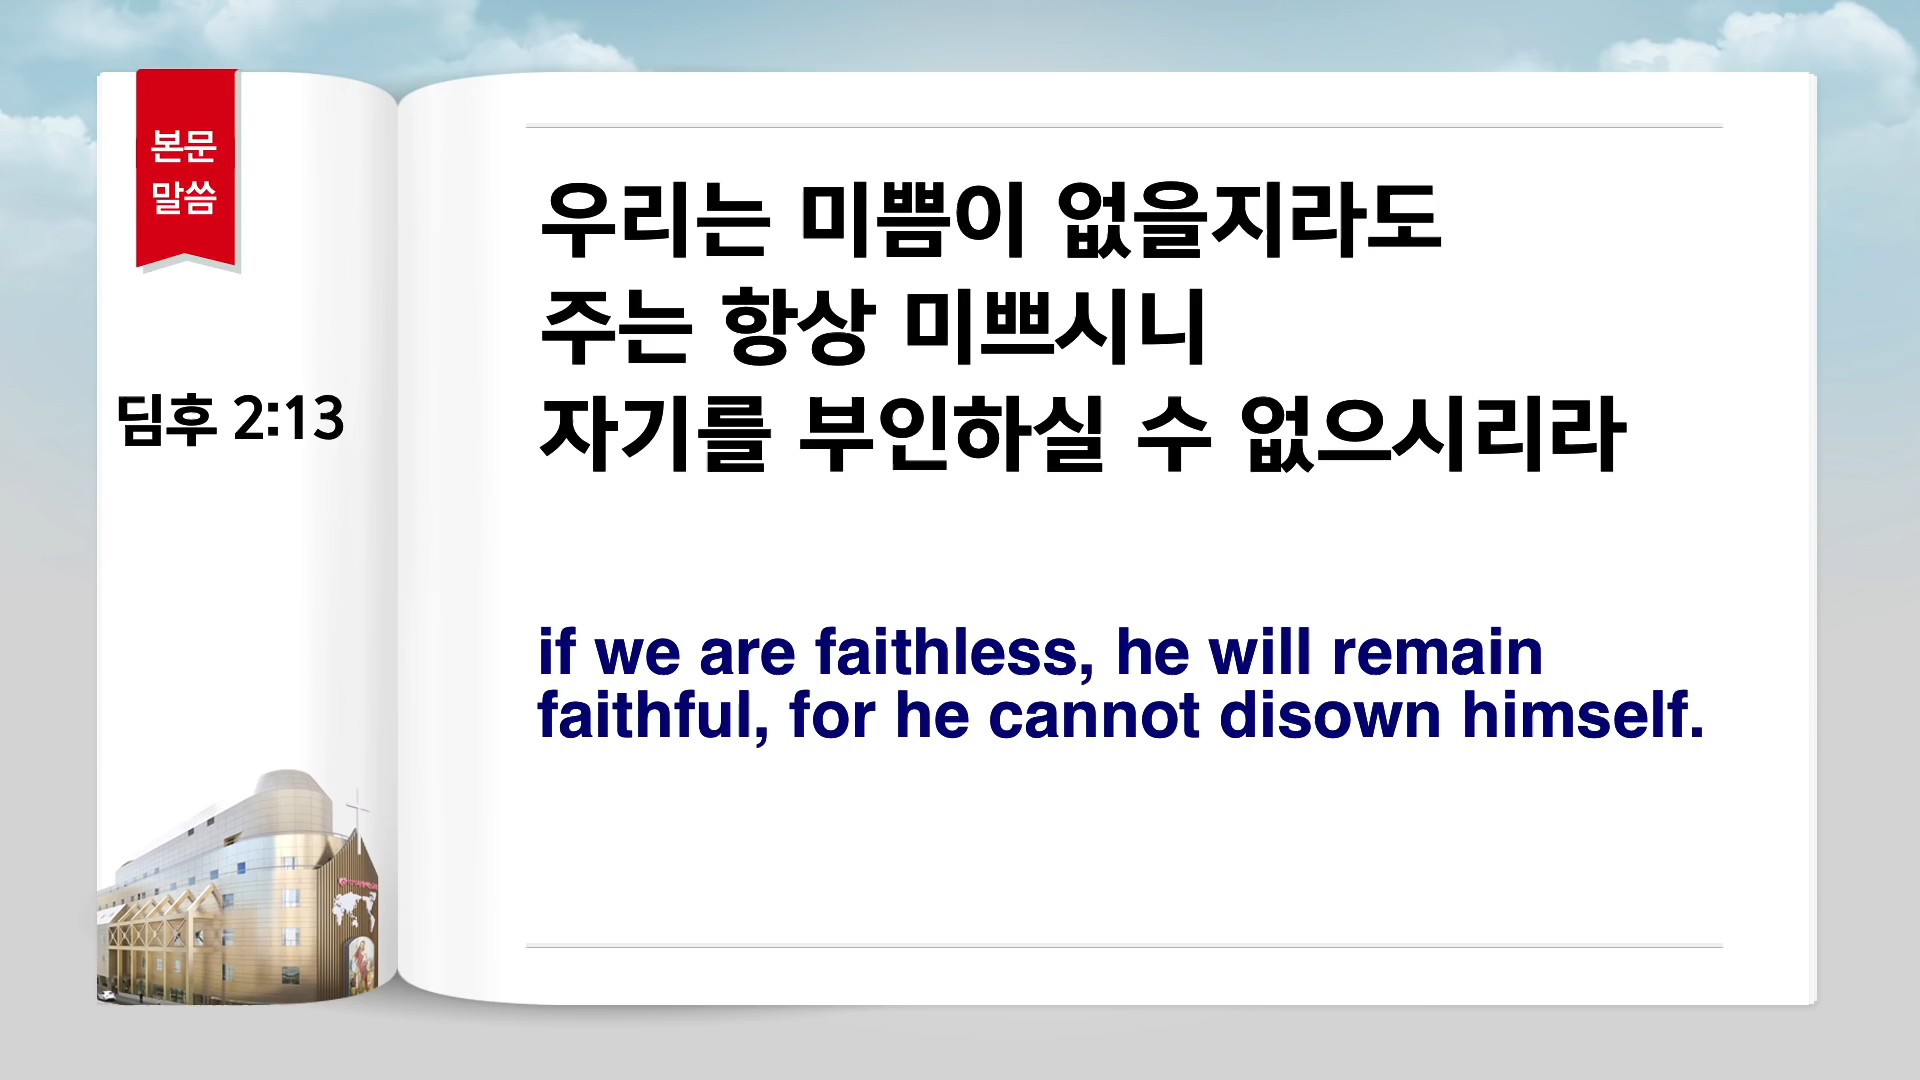 본문
말씀
딤후 2:13
우리는 미쁨이 없을지라도
주는 항상 미쁘시니
자기를 부인하실 수 없으시리라
if we are faithless, he will remain
faithful, for he cannot disown himself.